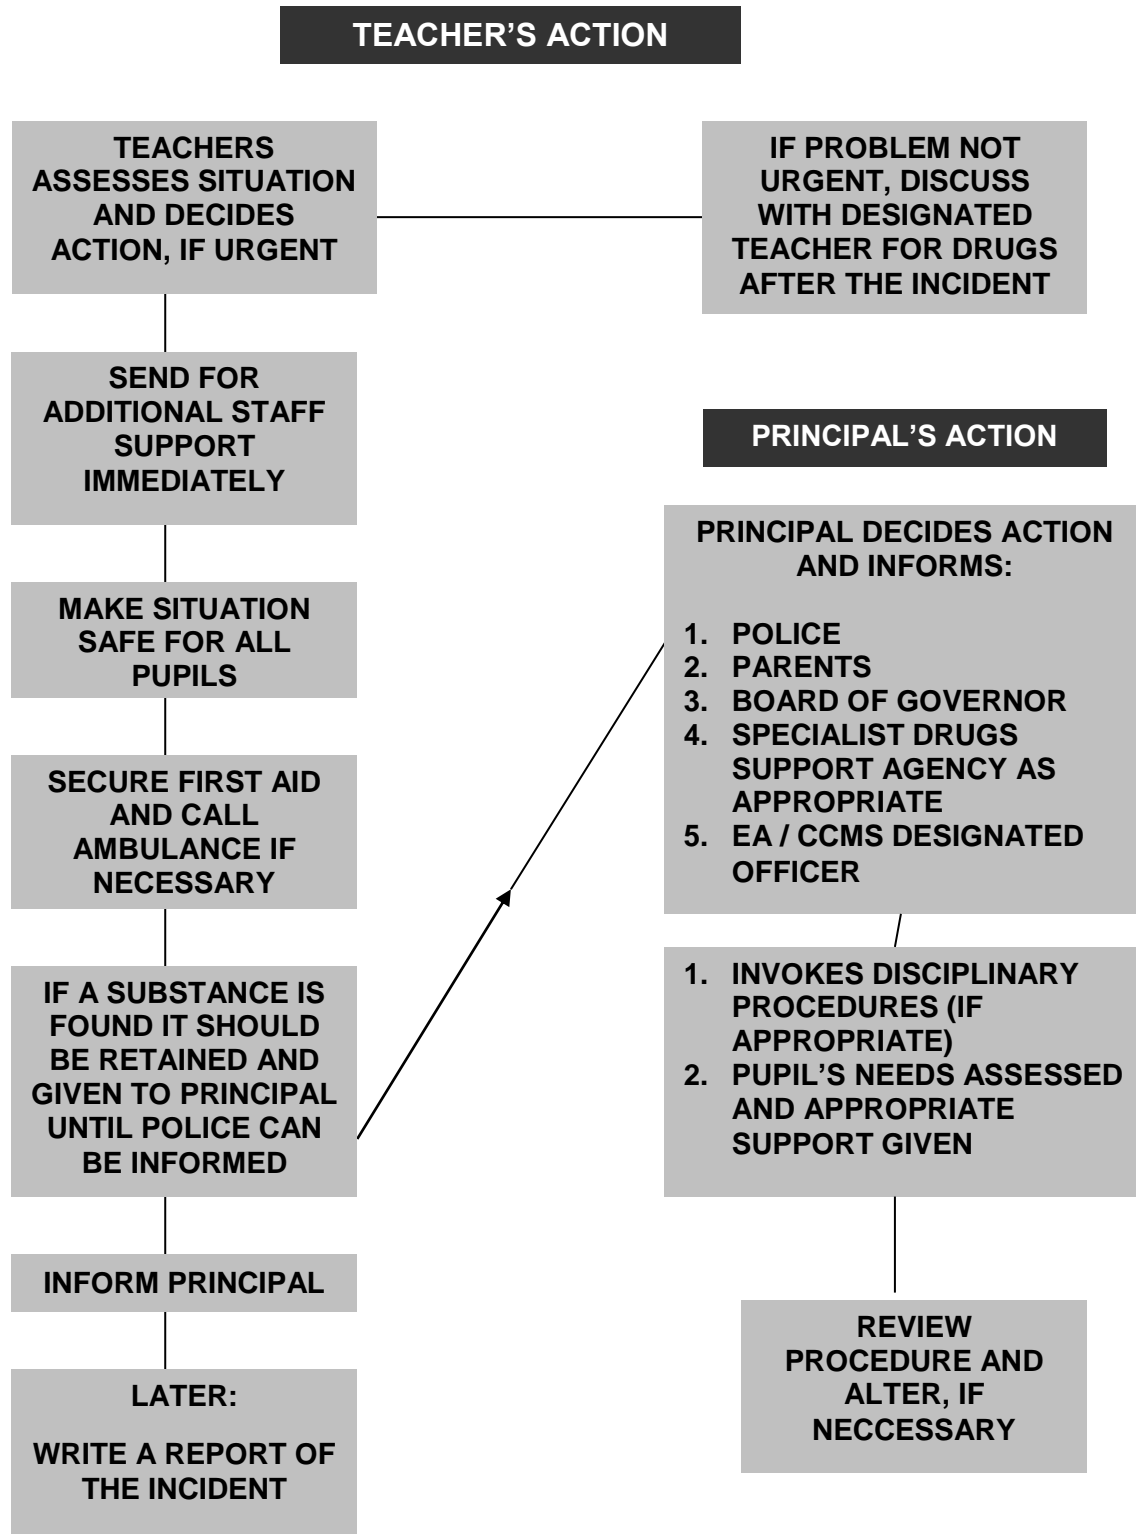 TEACHER’S ACTION
TEACHERS
ASSESSES SITUATION
AND DECIDES
ACTION, IF URGENT
IF PROBLEM NOT
URGENT, DISCUSS
WITH DESIGNATED
TEACHER FOR DRUGS
AFTER THE INCIDENT
SEND FOR
ADDITIONAL STAFF
SUPPORT
IMMEDIATELY
MAKE SITUATION
SAFE FOR ALL
PUPILS
SECURE FIRST AID
AND CALL
AMBULANCE IF
NECESSARY
IF A SUBSTANCE IS
FOUND IT SHOULD
BE RETAINED AND
GIVEN TO PRINCIPAL
UNTIL POLICE CAN
BE INFORMED
INFORM PRINCIPAL
LATER:
WRITE A REPORT OF
THE INCIDENT
PRINCIPAL’S ACTION
PRINCIPAL DECIDES ACTION
AND INFORMS:
1. POLICE
2. PARENTS
3. BOARD OF GOVERNOR
4. SPECIALIST DRUGS
SUPPORT AGENCY AS
APPROPRIATE
5. EA / CCMS DESIGNATED
OFFICER
1. INVOKES DISCIPLINARY
PROCEDURES (IF
APPROPRIATE)
2. PUPIL’S NEEDS ASSESSED
AND APPROPRIATE
SUPPORT GIVEN
REVIEW
PROCEDURE AND
ALTER, IF
NECCESSARY